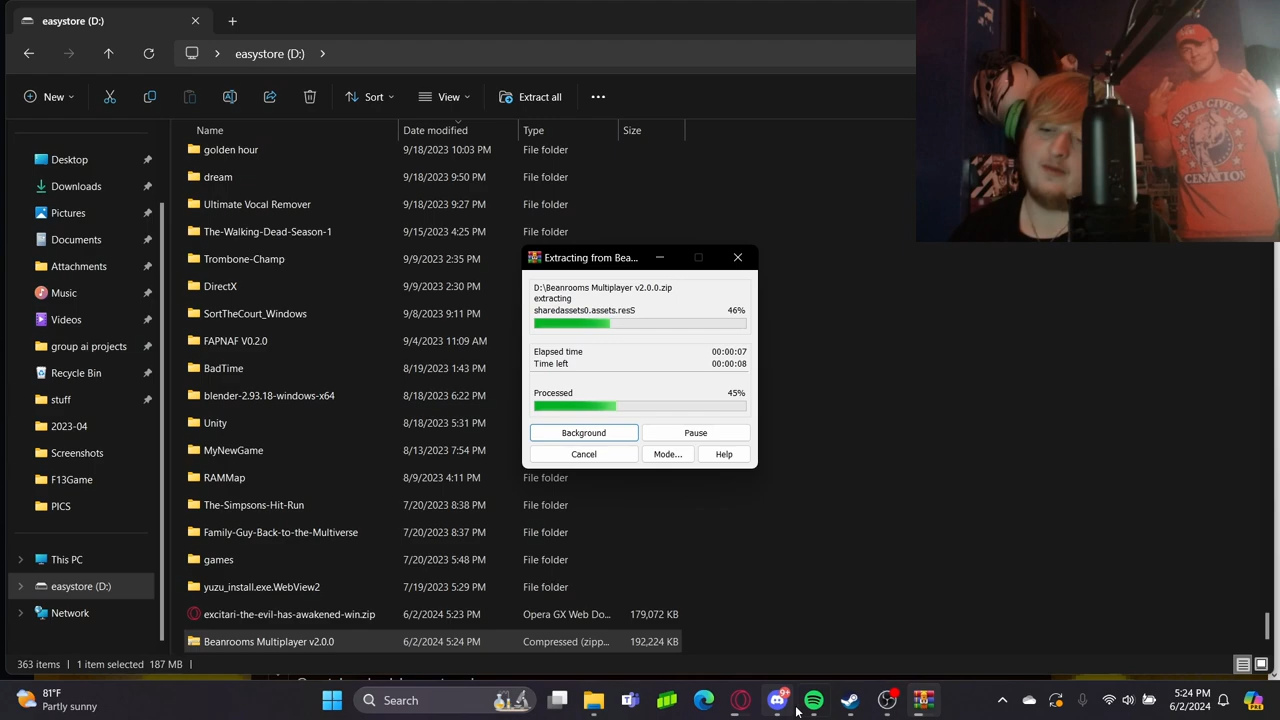 easystore (D:)
easystore (D:)
New
Sort
View
Extract all
Name Date modified Type Size
golden hour 9/18/2023 10:03 PM File folder
dream 9/18/2023 9:50 PM File folder
Ultimate Vocal Remover 9/18/2023 9:27 PM File folder
The-Walking-Dead-Season-1 9/15/2023 4:25 PM File folder
Trombone-Champ 9/9/2023 2:35 PM
DirectX 9/9/2023 2:30 PM
SortTheCourt_Windows 9/8/2023 9:11 PM
FAPNAF V0.2.0 9/4/2023 11:09 AM
BadTime 8/19/2023 1:43 PM
blender-2.93.18-windows-x64 8/18/2023 6:22 PM
Unity 8/18/2023 5:31 PM
MyNewGame 8/13/2023 7:54 PM
RAMMap 8/9/2023 4:11 PM File folder
The-Simpsons-Hit-Run 7/20/2023 8:38 PM File folder
Family-Guy-Back-to-the-Multiverse 7/20/2023 8:37 PM File folder
games 7/20/2023 5:48 PM File folder
yuzu_install.exe.WebView2 7/19/2023 5:29 PM File folder
excitari-the-evil-has-awakened-win.zip 6/2/2024 5:23 PM Opera GX Web Do... 179,072 KB
Beanrooms Multiplayer v2.0.0 6/2/2024 5:24 PM Compressed (zipp... 192,224 KB
Desktop
Downloads
Pictures
Documents
Attachments
Music
Videos
group ai projects
Recycle Bin
stuff
2023-04
Screenshots
F13Game
PICS
This PC
easystore (D:)
Network
363 items 1 item selected 187 MB
Extracting from Bea...
D:\Beanrooms Multiplayer v2.0.0.zip
extracting
sharedassets0.assets.resS 46%
Elapsed time 00:00:07
Time left 00:00:08
Processed 45%
Background
Pause
Cancel
Mode...
Help
NEVER GIVE UP
CENATION
81°F
Partly sunny
Search
9+
5:24 PM
6/2/2024